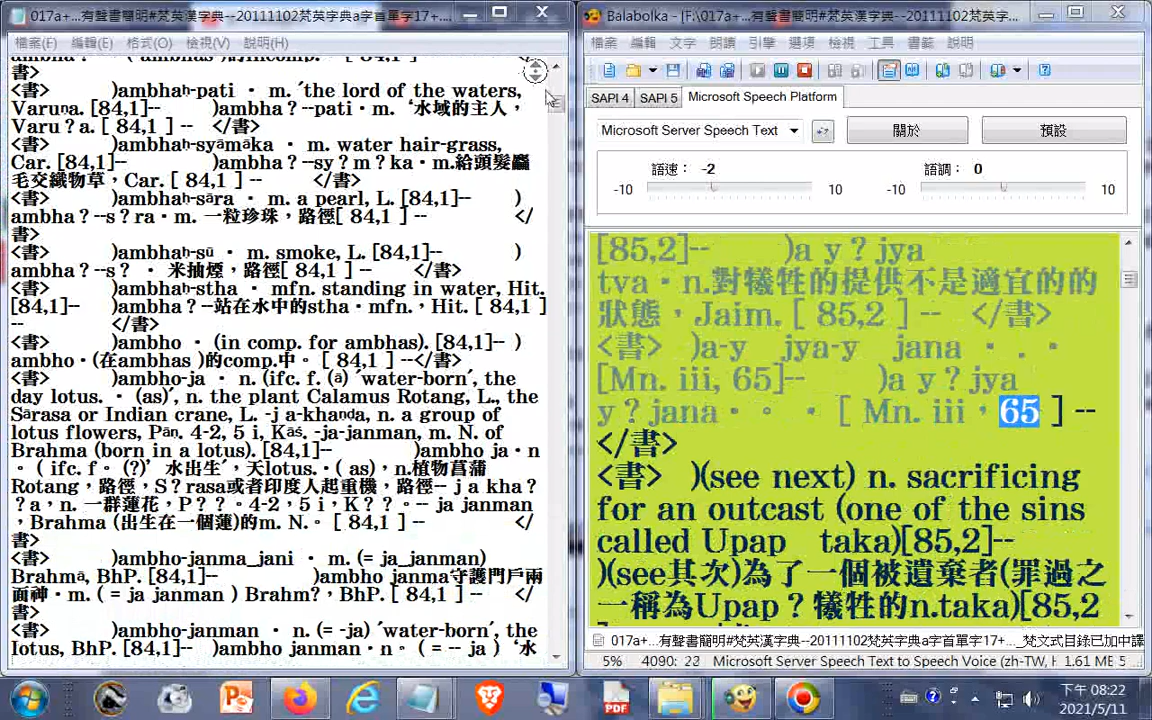 017a+...有聲書簡明#梵英漢字典--20111102梵英字典a字首單字17+...
檔案(F) 編輯(E) 格式(O) 檢視(V) 說明(H)
書>
<書> )ambhaḥ-pati · m. 'the lord of the waters,
Varuṇa. [84,1]-- )ambha？--pati·m.‘水域的主人，
Varu？a. [ 84,1 ] -- </書>
<書> )ambhaḥ-syāmāka · m. water hair-grass,
Car. [84,1]-- )ambha？--sy？m？ka·m.給頭髮鬣
毛交織物草，Car. [ 84,1 ] -- </書>
<書> )ambhaḥ-sāra · m. a pearl, L. [84,1]-- )
ambha？--s？ra·m. 一粒珍珠，路徑[ 84,1 ] -- </
書>
<書> )ambhaḥ-sū · m. smoke, L. [84,1]-- )
ambha？--s？ · 米抽煙，路徑[ 84,1 ] -- </書>
<書> )ambhaḥ-stha · mfn. standing in water, Hit.
[84,1]-- )ambha？--站在水中的stha·mfn.，Hit. [ 84,1 ]
-- </書>
<書> )ambho · (in comp. for ambhas). [84,1]-- )
ambho·(在ambhas )的comp.中。 [ 84,1 ] --</書>
<書> )ambho-ja · n. (ifc. f. (ā) 'water-born', the
day lotus. · (as)', n. the plant Calamus Rotang, L., the
Sārasa or Indian crane, L. -j a-khaṇḍa, n. a group of
lotus flowers, Pāṇ. 4-2, 5 i, Kāś. -ja-janman, m. N. of
Brahma (born in a lotus). [84,1]-- )ambho ja·n
。( ifc. f。(?)’水出生’，天lotus.·( as)，n.植物菖蒲
Rotang，路徑，S？rasa或者印度人起重機，路徑-- j a kha？
？a，n. 一群蓮花，P？？。4-2，5 i，K？？。-- ja janman
，Brahma (出生在一個蓮)的m. N.。[ 84,1 ] -- </
書>
<書> )ambho-janma_jani · m. (= ja_janman)
Brahmā, BhP. [84,1]-- )ambho janma守護門戶兩
面神·m. ( = ja janman ) Brahm?，BhP. [ 84,1 ] -- </
書>
<書> )ambho-janman · n. (= -ja) 'water-born', the
lotus, BhP. [84,1]-- )ambho janman·n。( = -- ja )‘水
Balabolka - [F:\017a+...有聲書簡明#梵英漢字典--20111102梵英字...
檔案 編輯 文字 朗讀 引擎 選項 檢視 工具 書籤 說明
SAPI 4 SAPI 5 Microsoft Speech Platform
Microsoft Server Speech Text 關於 預設
語速： -2 語調： 0
-10 10 -10 10
[85,2]-- )a y？jya
tva·n.對犧牲的提供不是適宜的的
狀態，Jaim. [ 85,2 ] -- </書>
<書> )a-y jya-y jana · . ·
[Mn. iii, 65]-- )a y？jya
y？jana·。·[ Mn. iii，65 ] --
</書>
<書> )(see next) n. sacrificing
for an outcast (one of the sins
called Upap taka)[85,2]--
)(see其次)為了一個被遺棄者(罪過之
一稱為Upap？犧牲的n.taka)[85,2
017a+...有聲書簡明#梵英漢字典--20111102梵英字典a字首單字17+..._梵文式目錄已加中譯
5% 4090: 22 Microsoft Server Speech Text to Speech Voice (zh-TW, H 1.61 MB 5
下午 08:22
2021/5/11